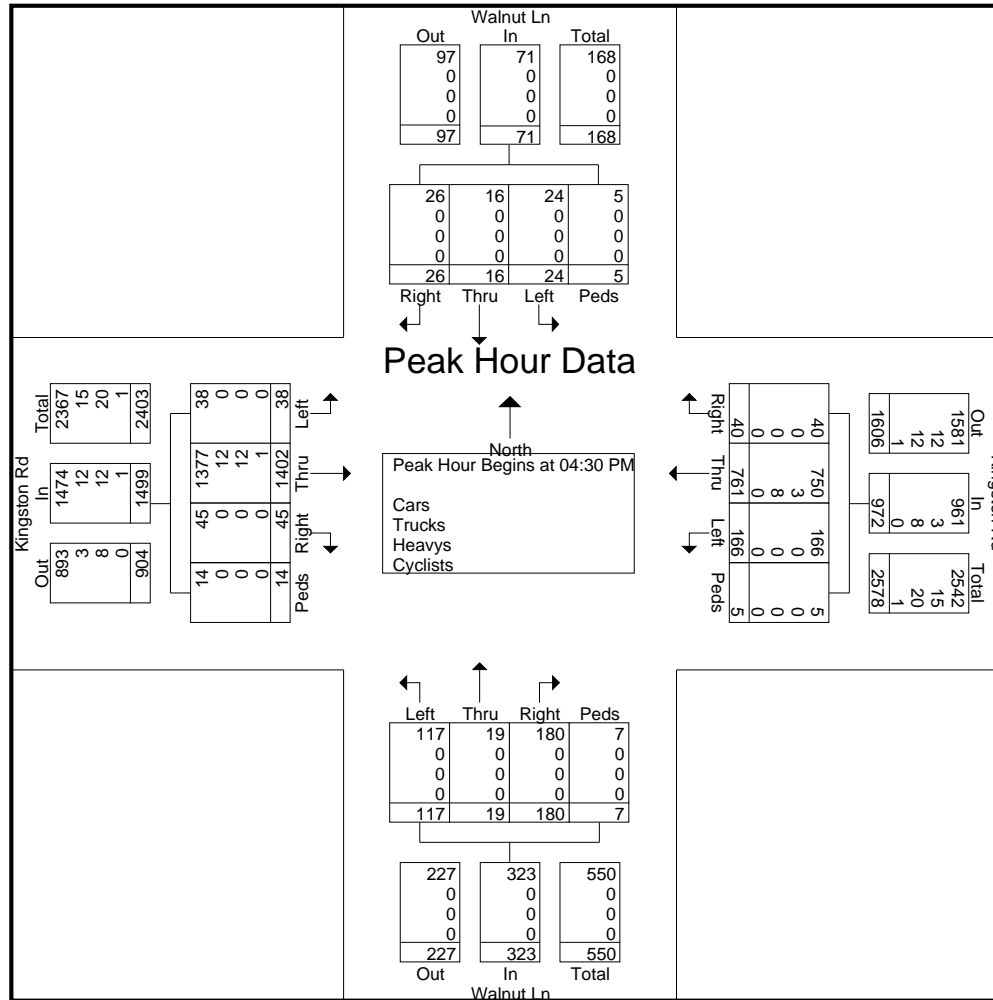 Walnut Ln
Out In Total
97 71 168
0 0 0
0 0 0
0 0 0
97 71 168
26 16 24 5
0 0 0 0
0 0 0 0
0 0 0 0
26 16 24 5
Right Thru Left Peds
Peak Hour Data
North
Peak Hour Begins at 04:30 PM
Cars
Trucks
Heavys
Cyclists
Kingston Rd
Out In Total
893 1474 2367
3 12 15
8 12 20
0 1 1
904 1499 2403
14 45 1377 38
0 0 12 0
0 0 12 0
0 0 1 0
14 45 1402 38
Peds Right Thru Left
Out In Total
1581 961 2542
12 3 15
12 8 20
1 0 1
1606 972 2578
40 750 166 5
0 3 0 0
0 8 0 0
0 0 0 0
40 761 166 5
Right Thru Left Peds
Left Thru Right Peds
117 19 180 7
0 0 0 0
0 0 0 0
0 0 0 0
117 19 180 7
227 323 550
0 0 0
0 0 0
0 0 0
227 323 550
Out In Total
Walnut Ln